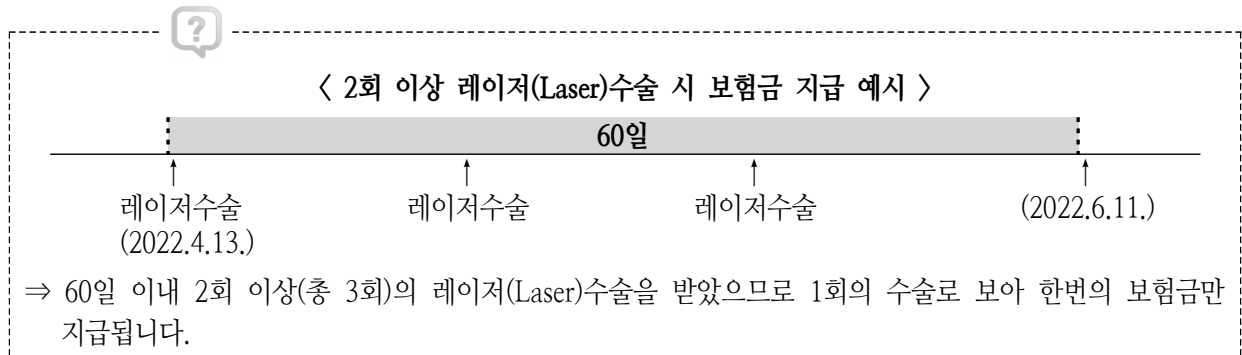 ?
〈 2회 이상 레이저(Laser)수술 시 보험금 지급 예시 〉
60일
레이저수술 레이저수술 레이저수술 (2022.6.11.)
(2022.4.13.)
⇒ 60일 이내 2회 이상(총 3회)의 레이저(Laser)수술을 받았으므로 1회의 수술로 보아 한번의 보험금만
지급됩니다.